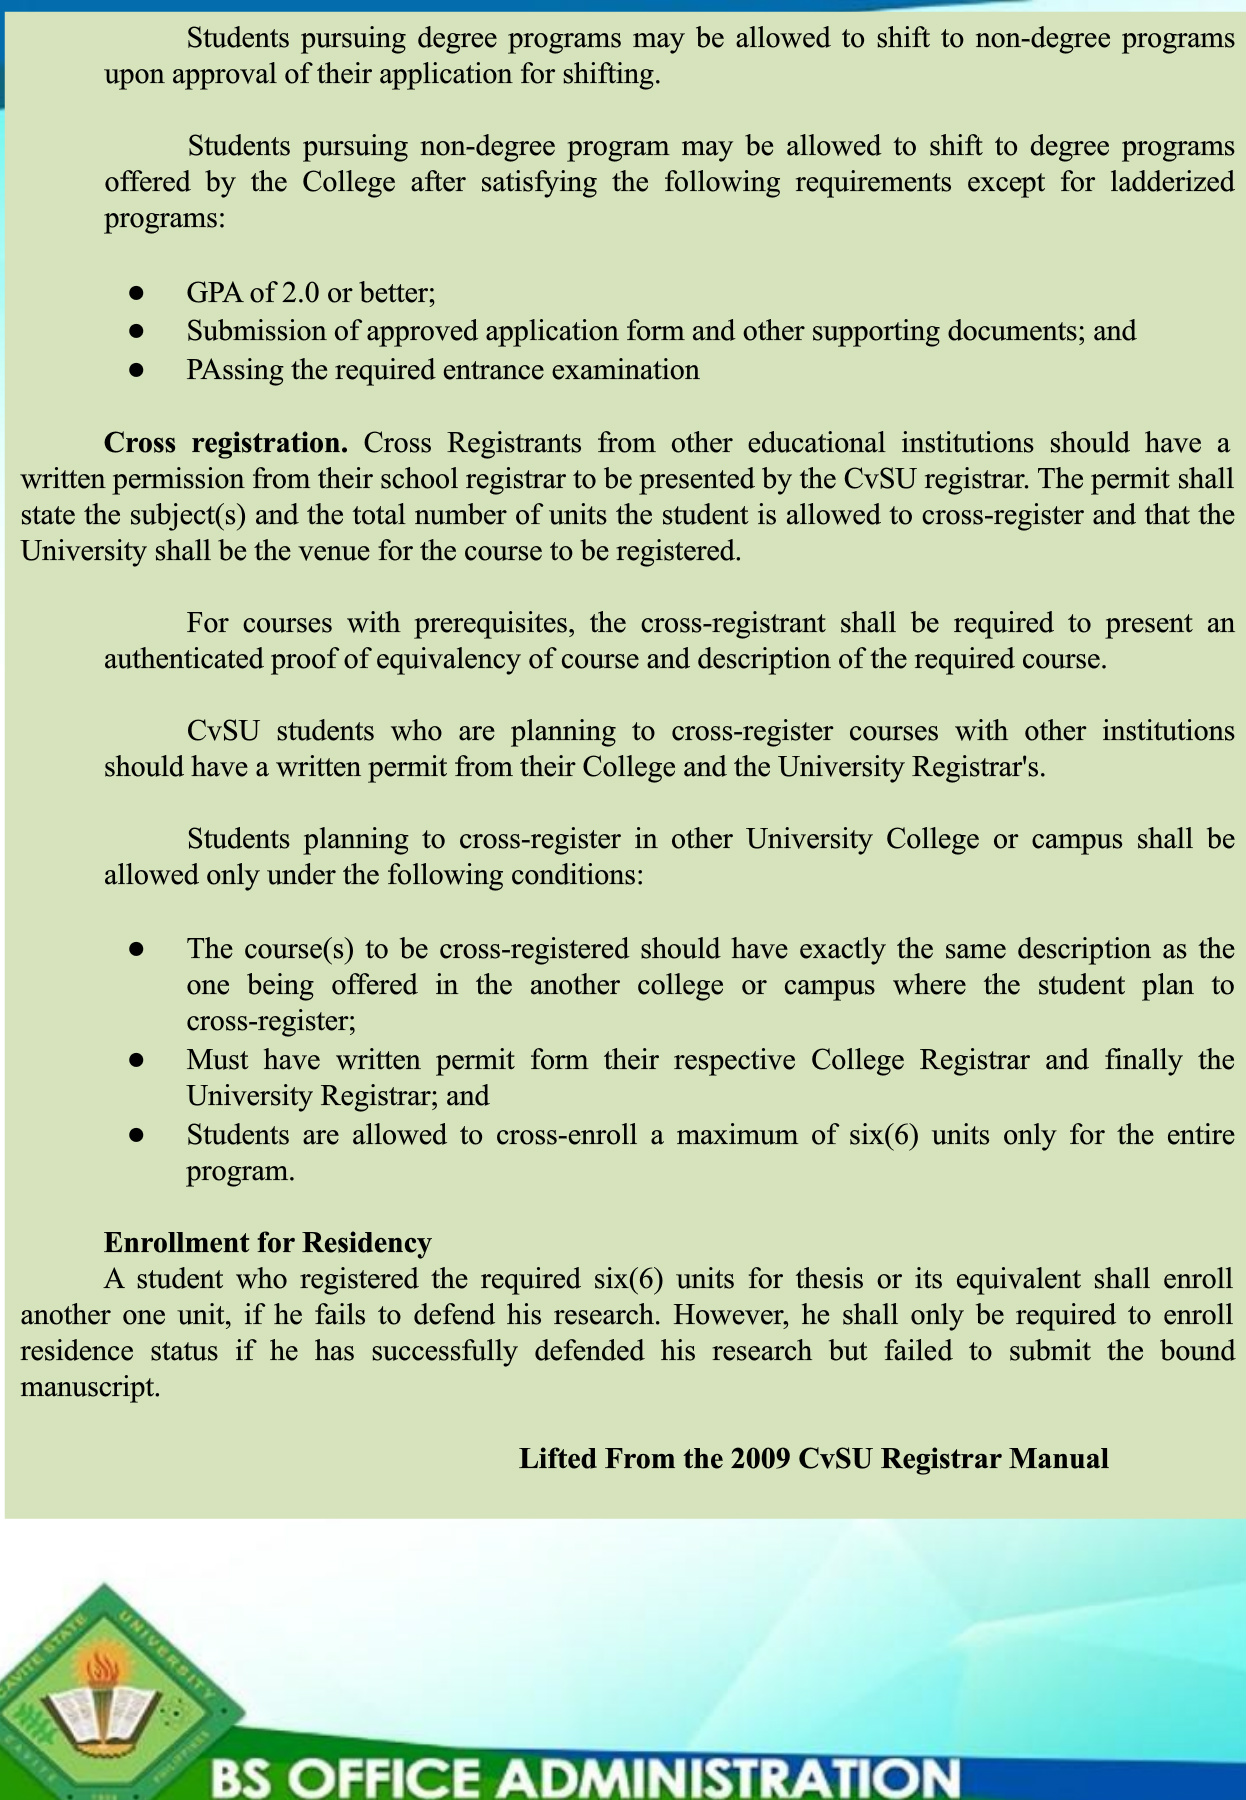 Students pursuing degree programs may be allowed to shift to non-degree programs
upon approval of their application for shifting.
Students pursuing non-degree program may be allowed to shift to degree programs
offered by the College after satisfying the following requirements except for ladderized
programs:
● GPA of 2.0 or better;
● Submission of approved application form and other supporting documents; and
● PAssing the required entrance examination
Cross registration. Cross Registrants from other educational institutions should have a
written permission from their school registrar to be presented by the CvSU registrar. The permit shall
state the subject(s) and the total number of units the student is allowed to cross-register and that the
University shall be the venue for the course to be registered.
For courses with prerequisites, the cross-registrant shall be required to present an
authenticated proof of equivalency of course and description of the required course.
CvSU students who are planning to cross-register courses with other institutions
should have a written permit from their College and the University Registrar's.
Students planning to cross-register in other University College or campus shall be
allowed only under the following conditions:
● The course(s) to be cross-registered should have exactly the same description as the
one being offered in the another college or campus where the student plan to
cross-register;
● Must have written permit form their respective College Registrar and finally the
University Registrar; and
● Students are allowed to cross-enroll a maximum of six(6) units only for the entire
program.
Enrollment for Residency
A student who registered the required six(6) units for thesis or its equivalent shall enroll
another one unit, if he fails to defend his research. However, he shall only be required to enroll
residence status if he has successfully defended his research but failed to submit the bound
manuscript.
Lifted From the 2009 CvSU Registrar Manual
CAVITE STATE UNIVERSITY
CAVITE PHILIPPINES
BS OFFICE ADMINISTRATION